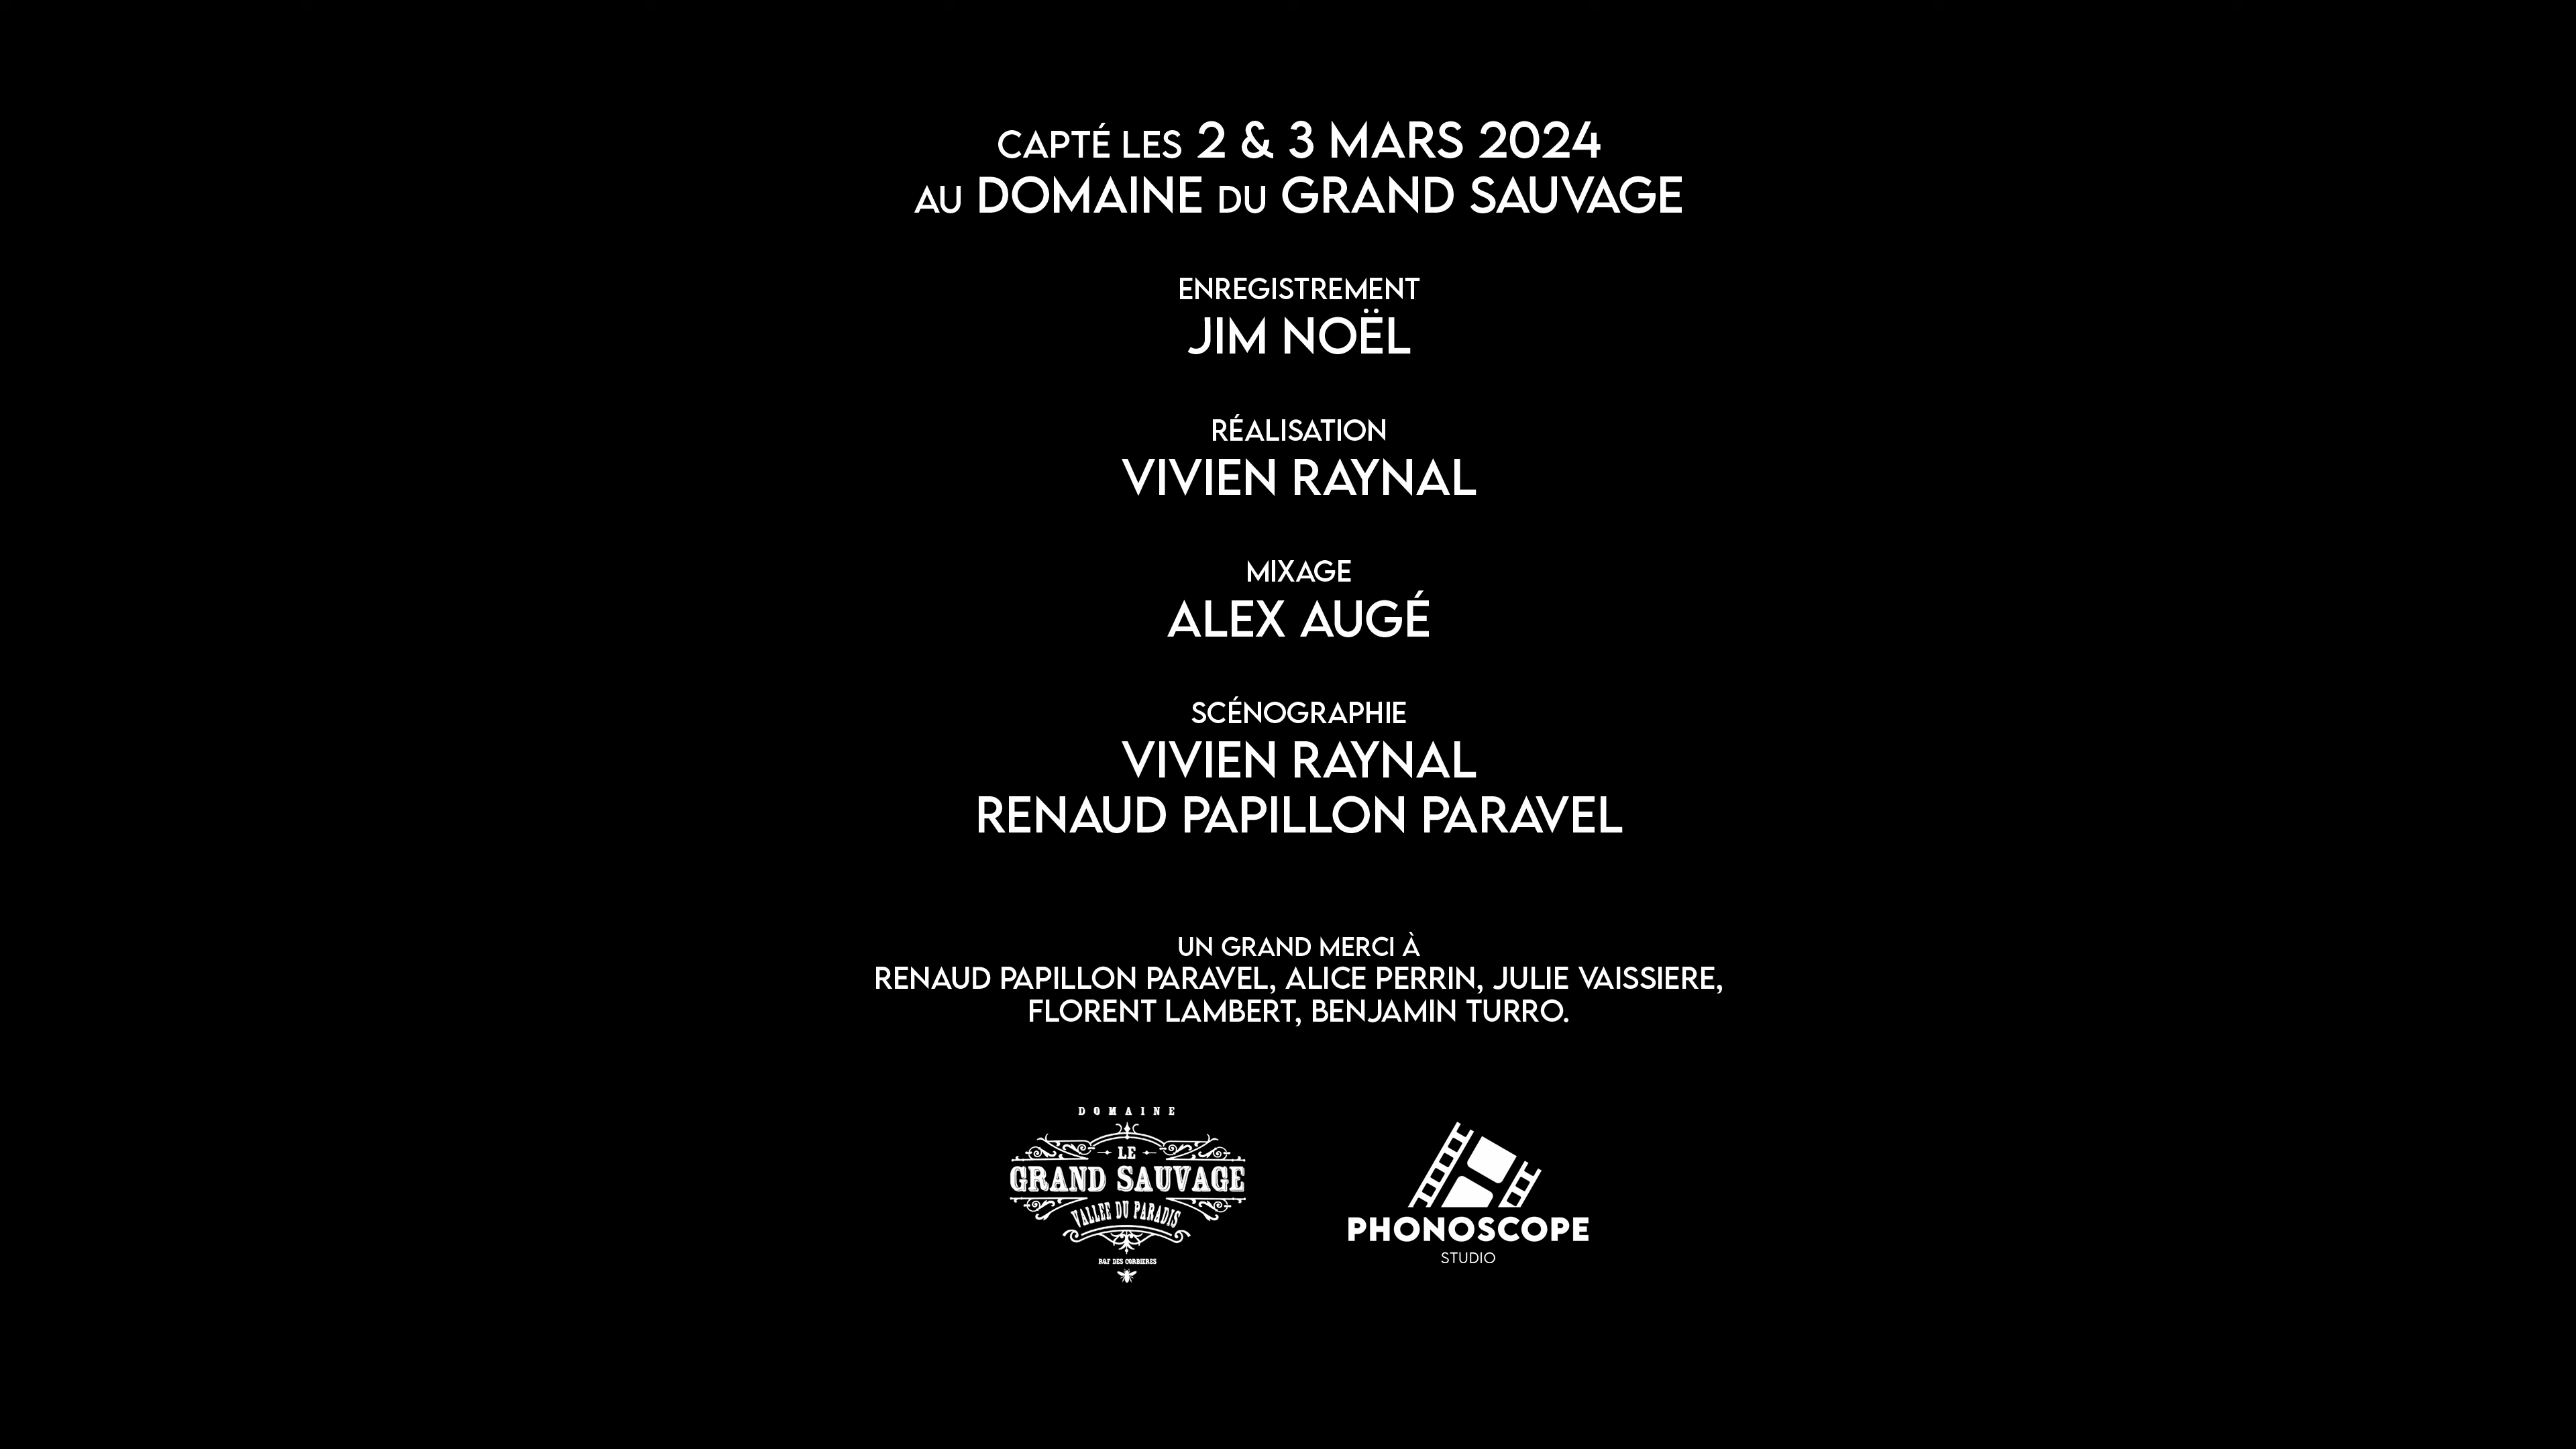 CAPTÉ LES 2 & 3 MARS 2024
AU DOMAINE DU GRAND SAUVAGE
ENREGISTREMENT
JIM NOËL
RÉALISATION
VIVIEN RAYNAL
MIXAGE
ALEX AUGÉ
SCÉNOGRAPHIE
VIVIEN RAYNAL
RENAUD PAPILLON PARAVEL
UN GRAND MERCI À
RENAUD PAPILLON PARAVEL, ALICE PERRIN, JULIE VAISSIERE,
FLORENT LAMBERT, BENJAMIN TURRO.
DOMAINE
LE
GRAND SAUVAGE
VALLEE DU PARADIS
DES CORBIERES
PHONOSCOPE
STUDIO